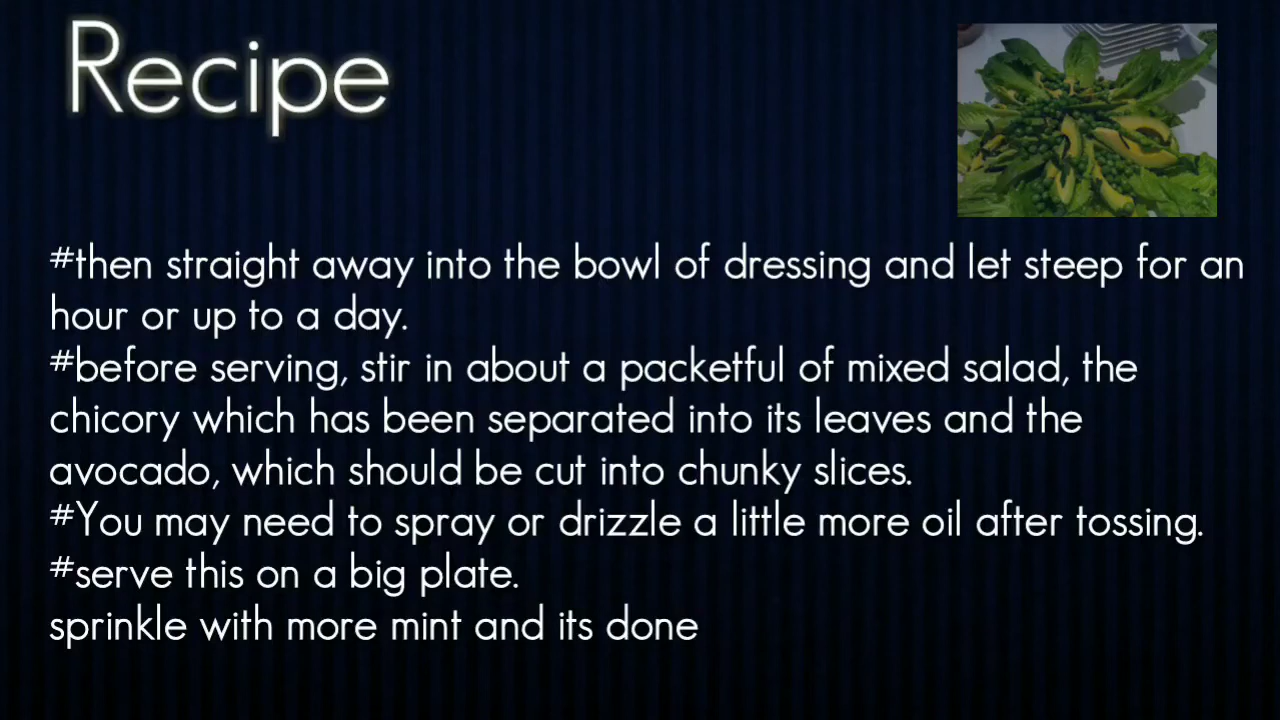 Recipe
#then straight away into the bowl of dressing and let steep for an
hour or up to a day.
#before serving, stir in about a packetful of mixed salad, the
chicory which has been separated into its leaves and the
avocado, which should be cut into chunky slices.
#You may need to spray or drizzle a little more oil after tossing.
#serve this on a big plate.
sprinkle with more mint and its done